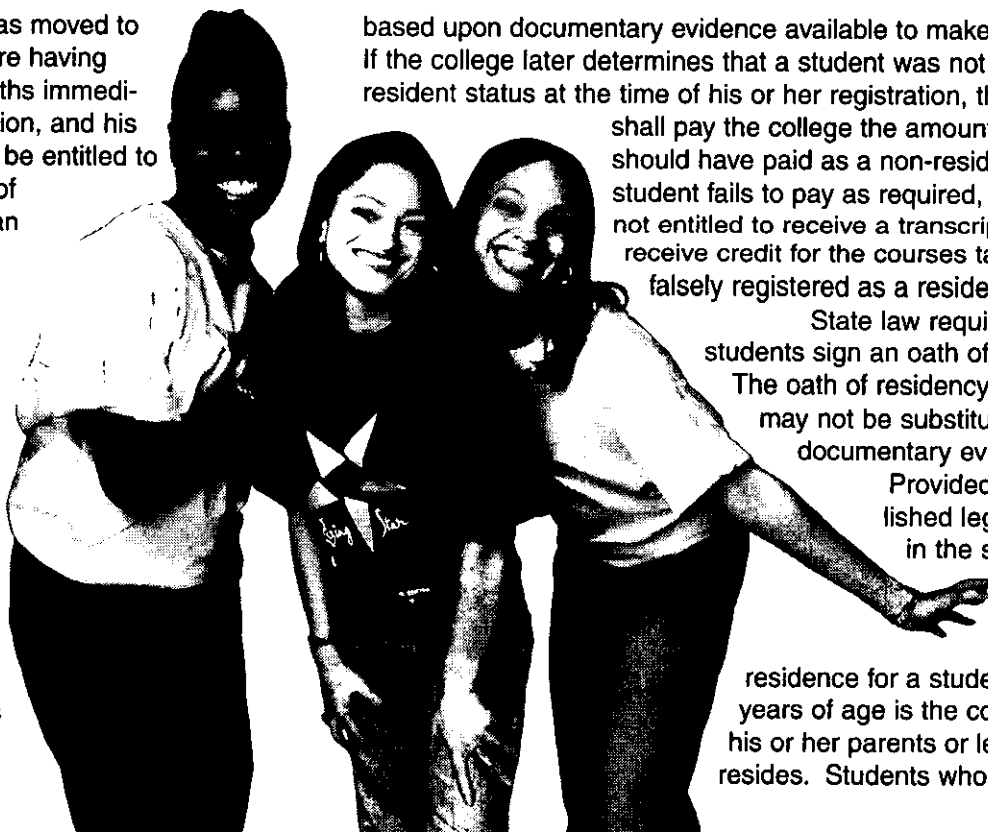 as moved to
re having
ths immedi-
tion, and his
be entitled to
of
an
based upon documentary evidence available to make
If the college later determines that a student was not
resident status at the time of his or her registration, th
shall pay the college the amount
should have paid as a non-resid
student fails to pay as required,
not entitled to receive a transcrip
receive credit for the courses ta
falsely registered as a reside
State law requi
students sign an oath of
The oath of residency
may not be substitu
documentary ev
Provided
lished leg
in the s
residence for a stude
years of age is the co
his or her parents or le
resides. Students who
s
Flying Star